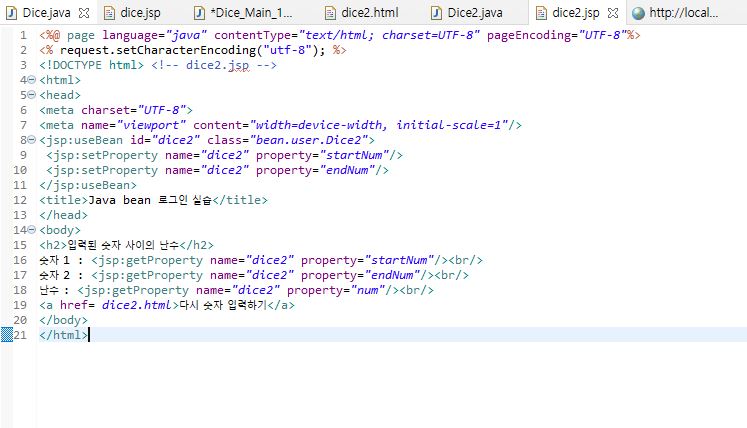 Dice.java dice.jsp *Dice_Main_1... dice2.html Dice2.java dice2.jsp http://local...
1 <%@ page language="java" contentType="text/html; charset=UTF-8" pageEncoding="UTF-8"%>
2 <% request.setCharacterEncoding("utf-8"); %>
3 <!DOCTYPE html> <!-- dice2.jsp -->
4 <html>
5 <head>
6 <meta charset="UTF-8">
7 <meta name="viewport" content="width=device-width, initial-scale=1"/>
8 <jsp:useBean id="dice2" class="bean.user.Dice2">
9 <jsp:setProperty name="dice2" property="startNum"/>
10 <jsp:setProperty name="dice2" property="endNum"/>
11 </jsp:useBean>
12 <title>Java bean 로그인 실습</title>
13 </head>
14 <body>
15 <h2>입력된 숫자 사이의 난수</h2>
16 숫자 1 : <jsp:getProperty name="dice2" property="startNum"/><br/>
17 숫자 2 : <jsp:getProperty name="dice2" property="endNum"/><br/>
18 난수 : <jsp:getProperty name="dice2" property="num"/><br/>
19 <a href= dice2.html>다시 숫자 입력하기</a>
20 </body>
21 </html>